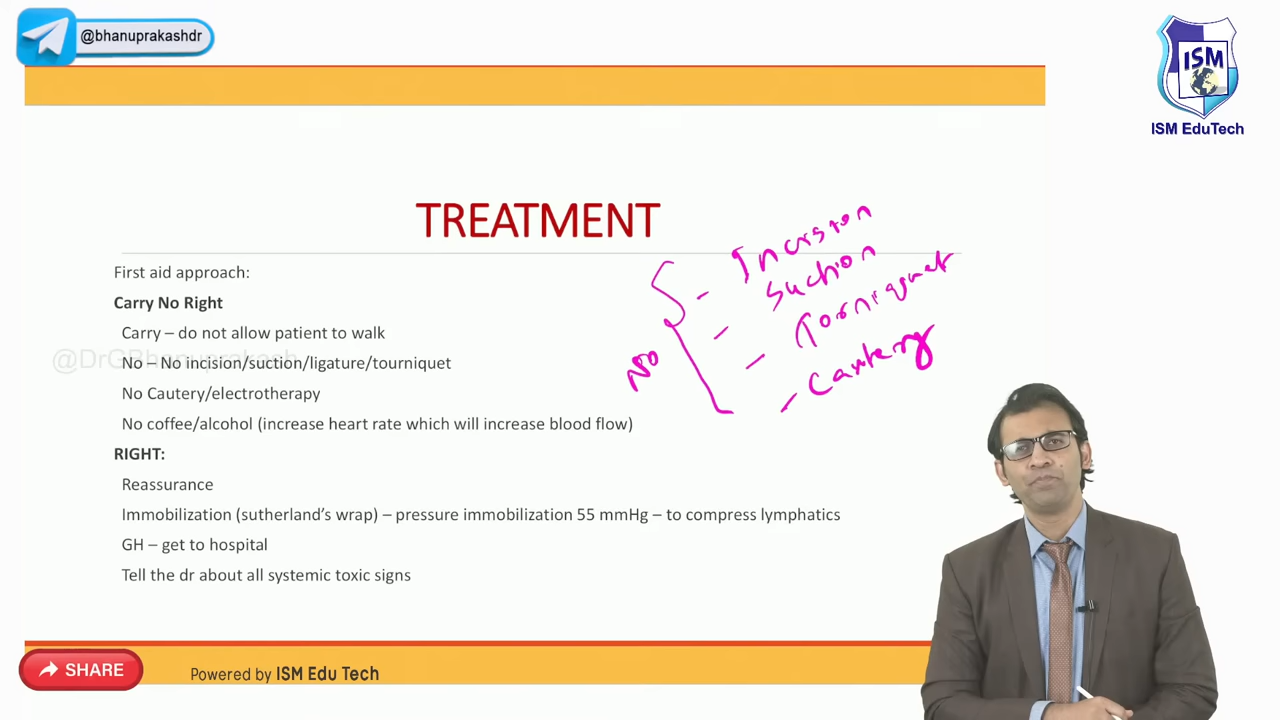 @bhanuprakashdr
ISM
ISM EduTech
TREATMENT
First aid approach:
Carry No Right
Carry – do not allow patient to walk
@DrGBhanuprakash
No – No incision/suction/ligature/tourniquet
No Cautery/electrotherapy
No coffee/alcohol (increase heart rate which will increase blood flow)
RIGHT:
Reassurance
Immobilization (sutherland's wrap) – pressure immobilization 55 mmHg – to compress lymphatics
GH – get to hospital
Tell the dr about all systemic toxic signs
No
- Incision
- Suction
- Torniquet
- Cautery
SHARE
Powered by ISM Edu Tech